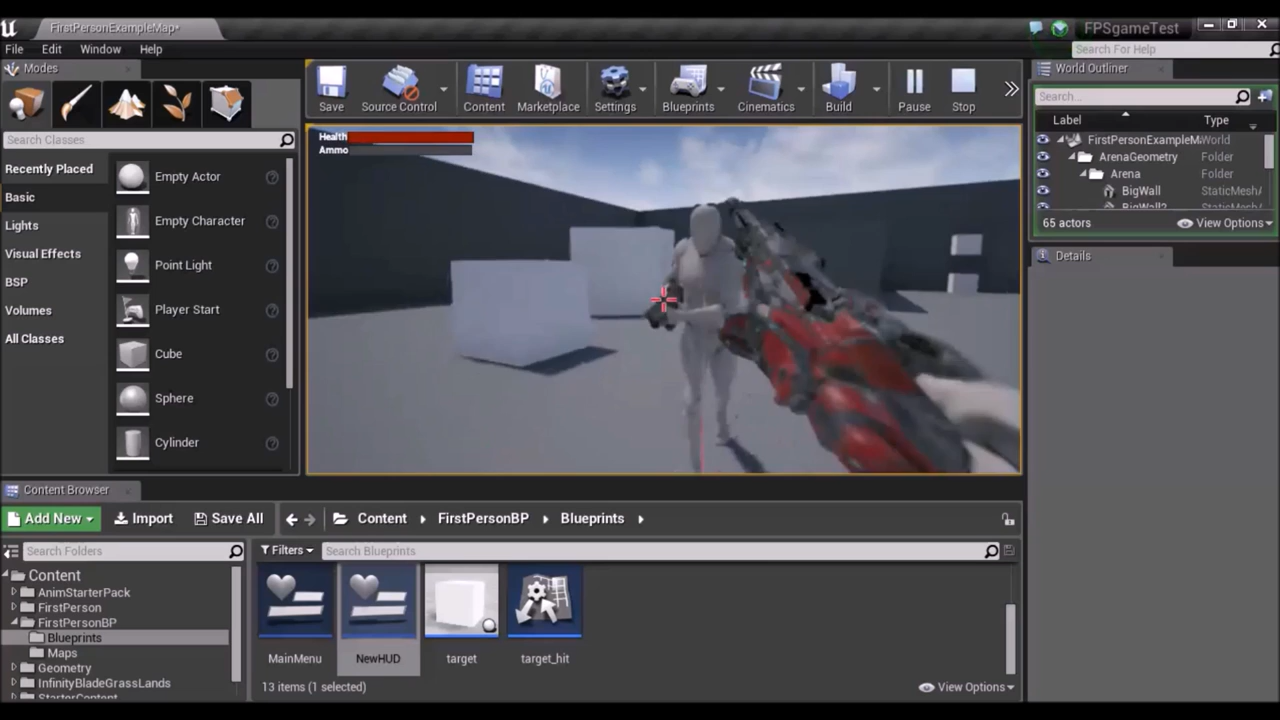 FirstPersonExampleMap*
FPSgameTest
File Edit Window Help
Search For Help
Modes
Save
Source Control
Content
Marketplace
Settings
Blueprints
Cinematics
Build
Pause
Stop
World Outliner
Search...
Label Type
FirstPersonExampleMa World
ArenaGeometry Folder
Arena Folder
BigWall StaticMeshA
BigWall2 StaticMeshA
65 actors
View Options
Details
Search Classes
Recently Placed
Basic
Lights
Visual Effects
BSP
Volumes
All Classes
Empty Actor
Empty Character
Point Light
Player Start
Cube
Sphere
Cylinder
Health
Ammo
Content Browser
Add New
Import
Save All
Content
FirstPersonBP
Blueprints
Search Folders
Filters
Search Blueprints
Content
AnimStarterPack
FirstPerson
FirstPersonBP
Blueprints
Maps
Geometry
InfinityBladeGrassLands
StarterContent
MainMenu
NewHUD
target
target_hit
13 items (1 selected)
View Options